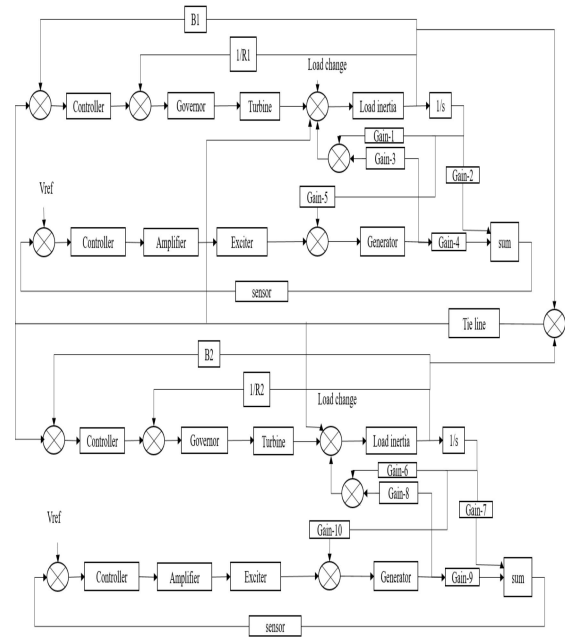 B1
1/R1
Load change
Controller
Governor
Turbine
Load inertia
1/s
Gain-1
Gain-3
Gain-2
Gain-5
Vref
Controller
Amplifier
Exciter
Generator
Gain-4
sum
sensor
Tie line
B2
1/R2
Load change
Controller
Governor
Turbine
Load inertia
1/s
Gain-6
Gain-8
Gain-7
Gain-10
Vref
Controller
Amplifier
Exciter
Generator
Gain-9
sum
sensor